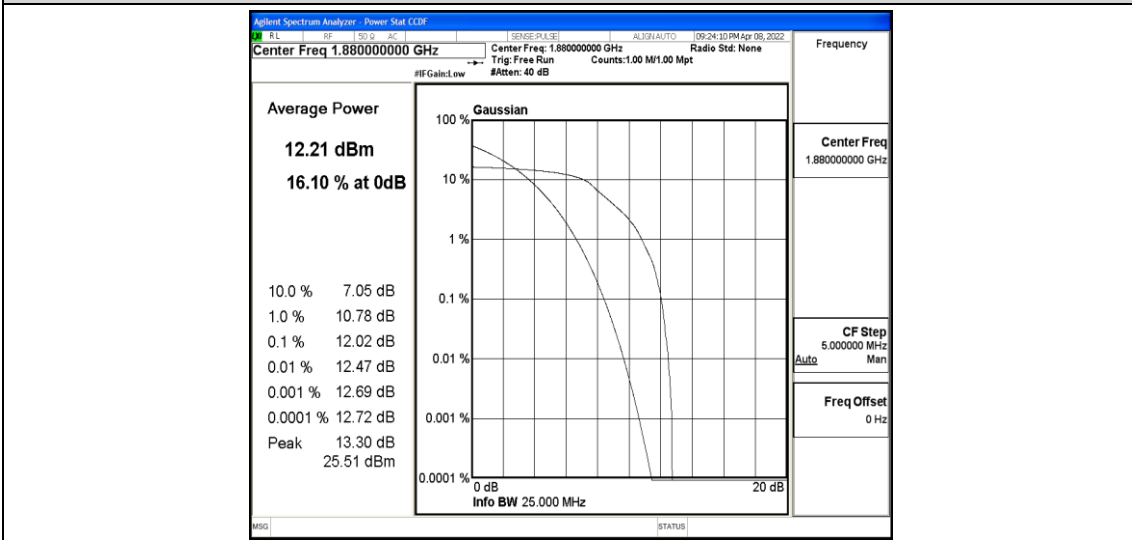 Agilent Spectrum Analyzer - Power Stat CCDF
LXI RL RF 50 Ω AC SENSE:PULSE ALIGNAUTO 09:24:10 PM Apr 08, 2022
Center Freq 1.880000000 GHz
Center Freq: 1.880000000 GHz Radio Std: None
Trig: Free Run Counts:1.00 M/1.00 Mpt
#IFGain:Low #Atten: 40 dB
Frequency
Average Power
12.21 dBm
16.10 % at 0dB
10.0 % 7.05 dB
1.0 % 10.78 dB
0.1 % 12.02 dB
0.01 % 12.47 dB
0.001 % 12.69 dB
0.0001 % 12.72 dB
Peak 13.30 dB
25.51 dBm
Gaussian
100 %
10 %
1 %
0.1 %
0.01 %
0.001 %
0.0001 %
0 dB 20 dB
Info BW 25.000 MHz
Center Freq
1.880000000 GHz
CF Step
5.000000 MHz
Auto Man
Freq Offset
0 Hz
MSG STATUS